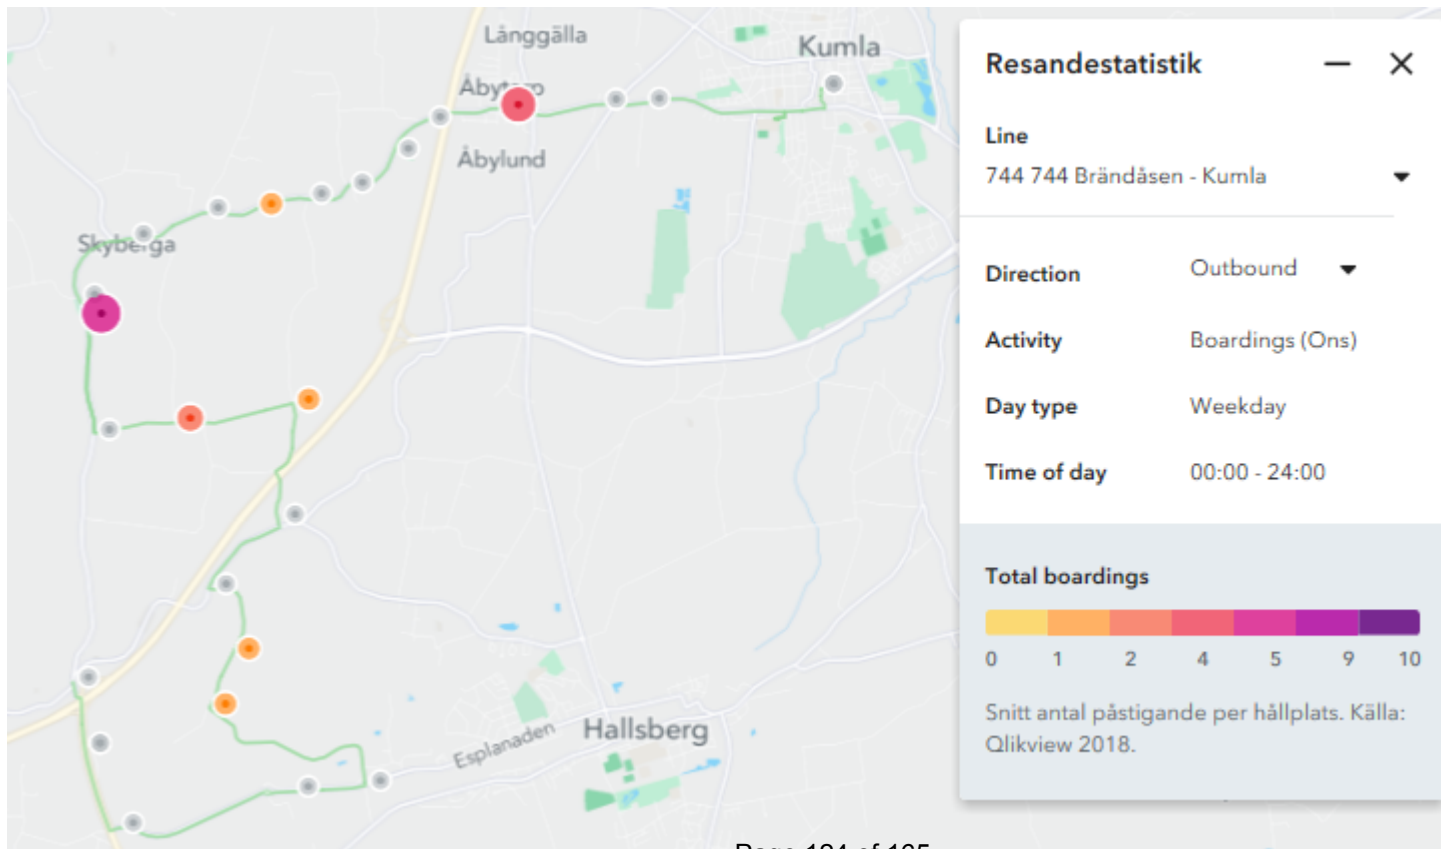 Långgälla
Kumla
Åbytorp
Åbylund
Skyberga
Hallsberg
Esplanaden
Resandestatistik
Line
744 744 Brändåsen - Kumla
Direction Outbound
Activity Boardings (Ons)
Day type Weekday
Time of day 00:00 - 24:00
Total boardings
0 1 2 4 5 9 10
Snitt antal påstigande per hållplats. Källa:
Qlikview 2018.